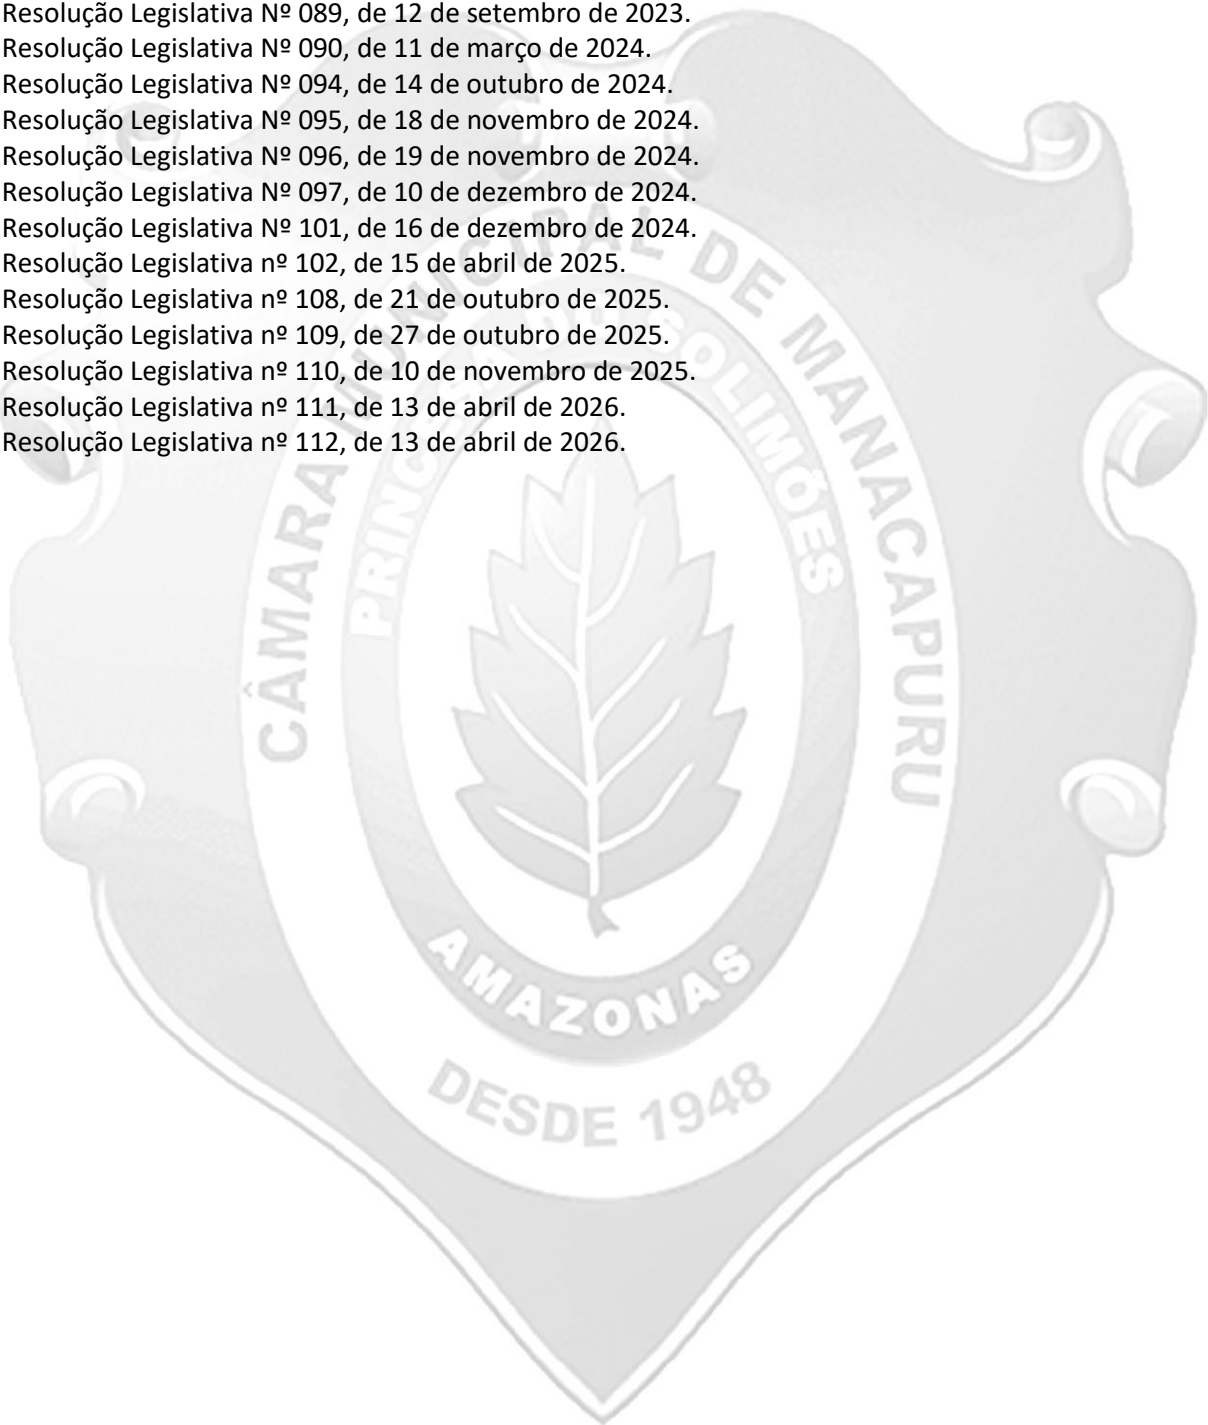 Resolução Legislativa Nº 089, de 12 de setembro de 2023.
Resolução Legislativa Nº 090, de 11 de março de 2024.
Resolução Legislativa Nº 094, de 14 de outubro de 2024.
Resolução Legislativa Nº 095, de 18 de novembro de 2024.
Resolução Legislativa Nº 096, de 19 de novembro de 2024.
Resolução Legislativa Nº 097, de 10 de dezembro de 2024.
Resolução Legislativa Nº 101, de 16 de dezembro de 2024.
Resolução Legislativa nº 102, de 15 de abril de 2025.
Resolução Legislativa nº 108, de 21 de outubro de 2025.
Resolução Legislativa nº 109, de 27 de outubro de 2025.
Resolução Legislativa nº 110, de 10 de novembro de 2025.
Resolução Legislativa nº 111, de 13 de abril de 2026.
Resolução Legislativa nº 112, de 13 de abril de 2026.
CÂMARA MUNICIPAL DE MANACAPURU
PRINCESA DO SOLIMÕES
AMAZONAS
DESDE 1948